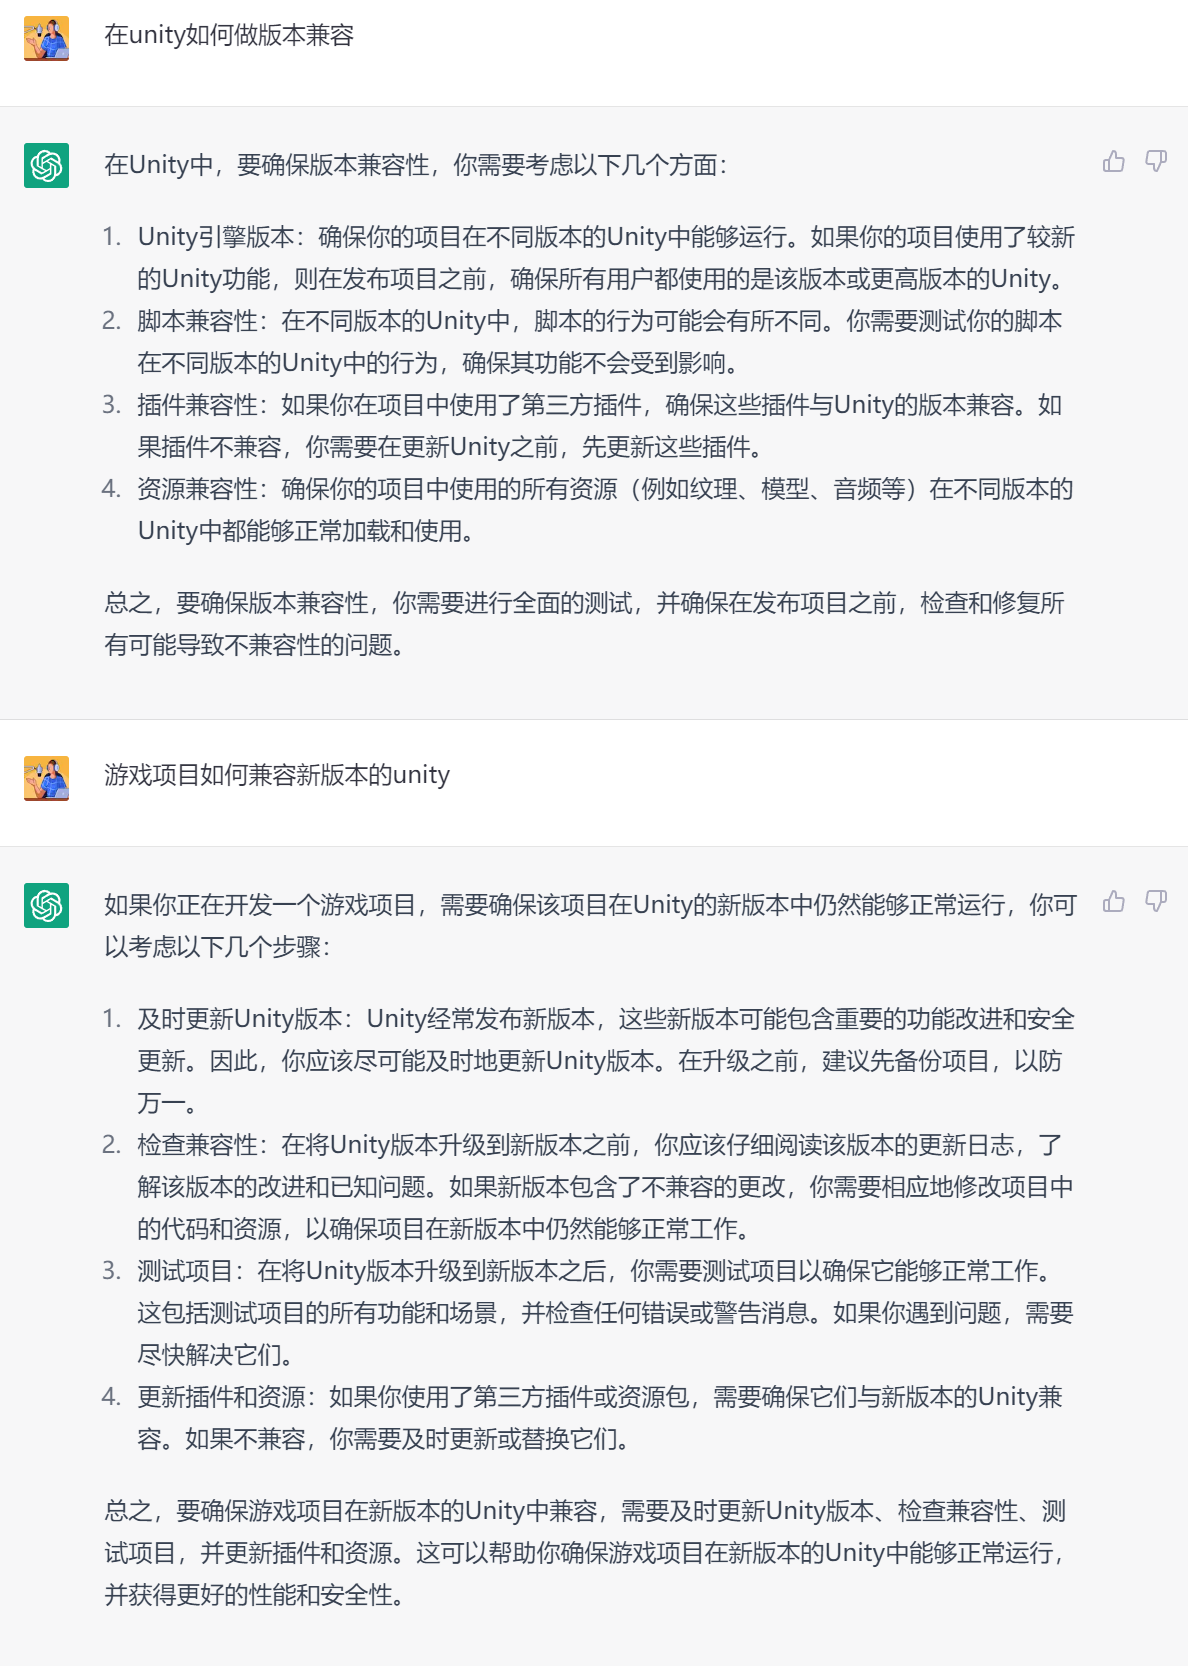 在unity如何做版本兼容
在Unity中，要确保版本兼容性，你需要考虑以下几个方面：
1. Unity引擎版本：确保你的项目在不同版本的Unity中能够运行。如果你的项目使用了较新
的Unity功能，则在发布项目之前，确保所有用户都使用的是该版本或更高版本的Unity。
2. 脚本兼容性：在不同版本的Unity中，脚本的行为可能会有所不同。你需要测试你的脚本
在不同版本的Unity中的行为，确保其功能不会受到影响。
3. 插件兼容性：如果你在项目中使用了第三方插件，确保这些插件与Unity的版本兼容。如
果插件不兼容，你需要在更新Unity之前，先更新这些插件。
4. 资源兼容性：确保你的项目中使用的所有资源（例如纹理、模型、音频等）在不同版本的
Unity中都能够正常加载和使用。
总之，要确保版本兼容性，你需要进行全面的测试，并确保在发布项目之前，检查和修复所
有可能导致不兼容性的问题。
游戏项目如何兼容新版本的unity
如果你正在开发一个游戏项目，需要确保该项目在Unity的新版本中仍然能够正常运行，你可
以考虑以下几个步骤：
1. 及时更新Unity版本：Unity经常发布新版本，这些新版本可能包含重要的功能改进和安全
更新。因此，你应该尽可能及时地更新Unity版本。在升级之前，建议先备份项目，以防
万一。
2. 检查兼容性：在将Unity版本升级到新版本之前，你应该仔细阅读该版本的更新日志，了
解该版本的改进和已知问题。如果新版本包含了不兼容的更改，你需要相应地修改项目中
的代码和资源，以确保项目在新版本中仍然能够正常工作。
3. 测试项目：在将Unity版本升级到新版本之后，你需要测试项目以确保它能够正常工作。
这包括测试项目的所有功能和场景，并检查任何错误或警告消息。如果你遇到问题，需要
尽快解决它们。
4. 更新插件和资源：如果你使用了第三方插件或资源包，需要确保它们与新版本的Unity兼
容。如果不兼容，你需要及时更新或替换它们。
总之，要确保游戏项目在新版本的Unity中兼容，需要及时更新Unity版本、检查兼容性、测
试项目，并更新插件和资源。这可以帮助你确保游戏项目在新版本的Unity中能够正常运行，
并获得更好的性能和安全性。